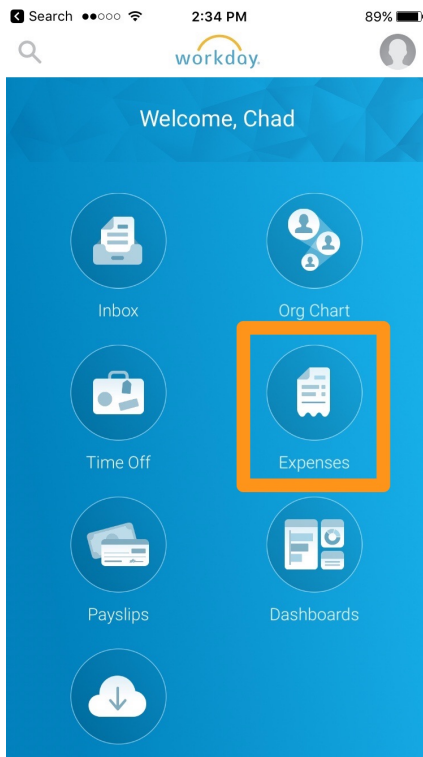 Search 2:34 PM 89%
workday.
Welcome, Chad
Inbox Org Chart
Time Off Expenses
Payslips Dashboards